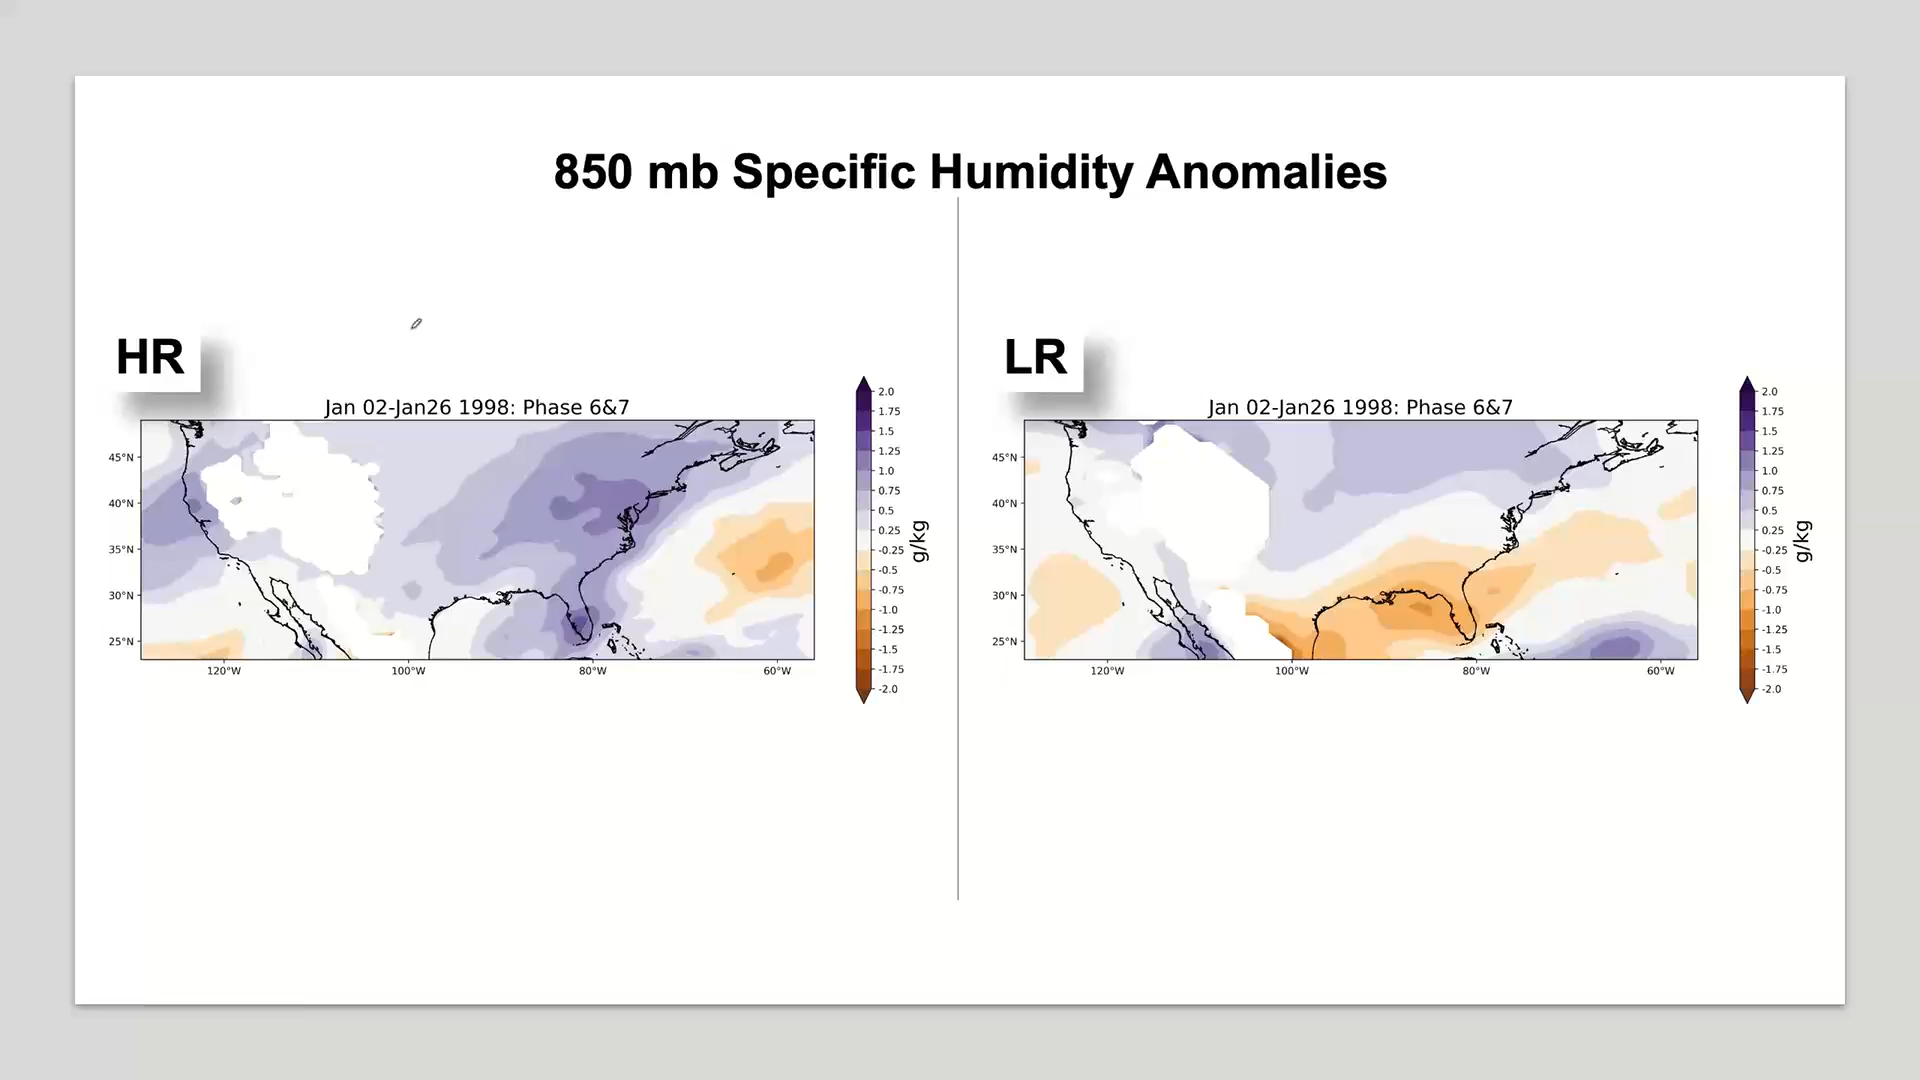 850 mb Specific Humidity Anomalies
HR
Jan 02-Jan26 1998: Phase 6&7
45°N
40°N
35°N
30°N
25°N
120°W
100°W
80°W
60°W
2.0
1.75
1.5
1.25
1.0
0.75
0.5
0.25
-0.25
-0.5
-0.75
-1.0
-1.25
-1.5
-1.75
-2.0
g/kg
LR
Jan 02-Jan26 1998: Phase 6&7
45°N
40°N
35°N
30°N
25°N
120°W
100°W
80°W
60°W
2.0
1.75
1.5
1.25
1.0
0.75
0.5
0.25
-0.25
-0.5
-0.75
-1.0
-1.25
-1.5
-1.75
-2.0
g/kg